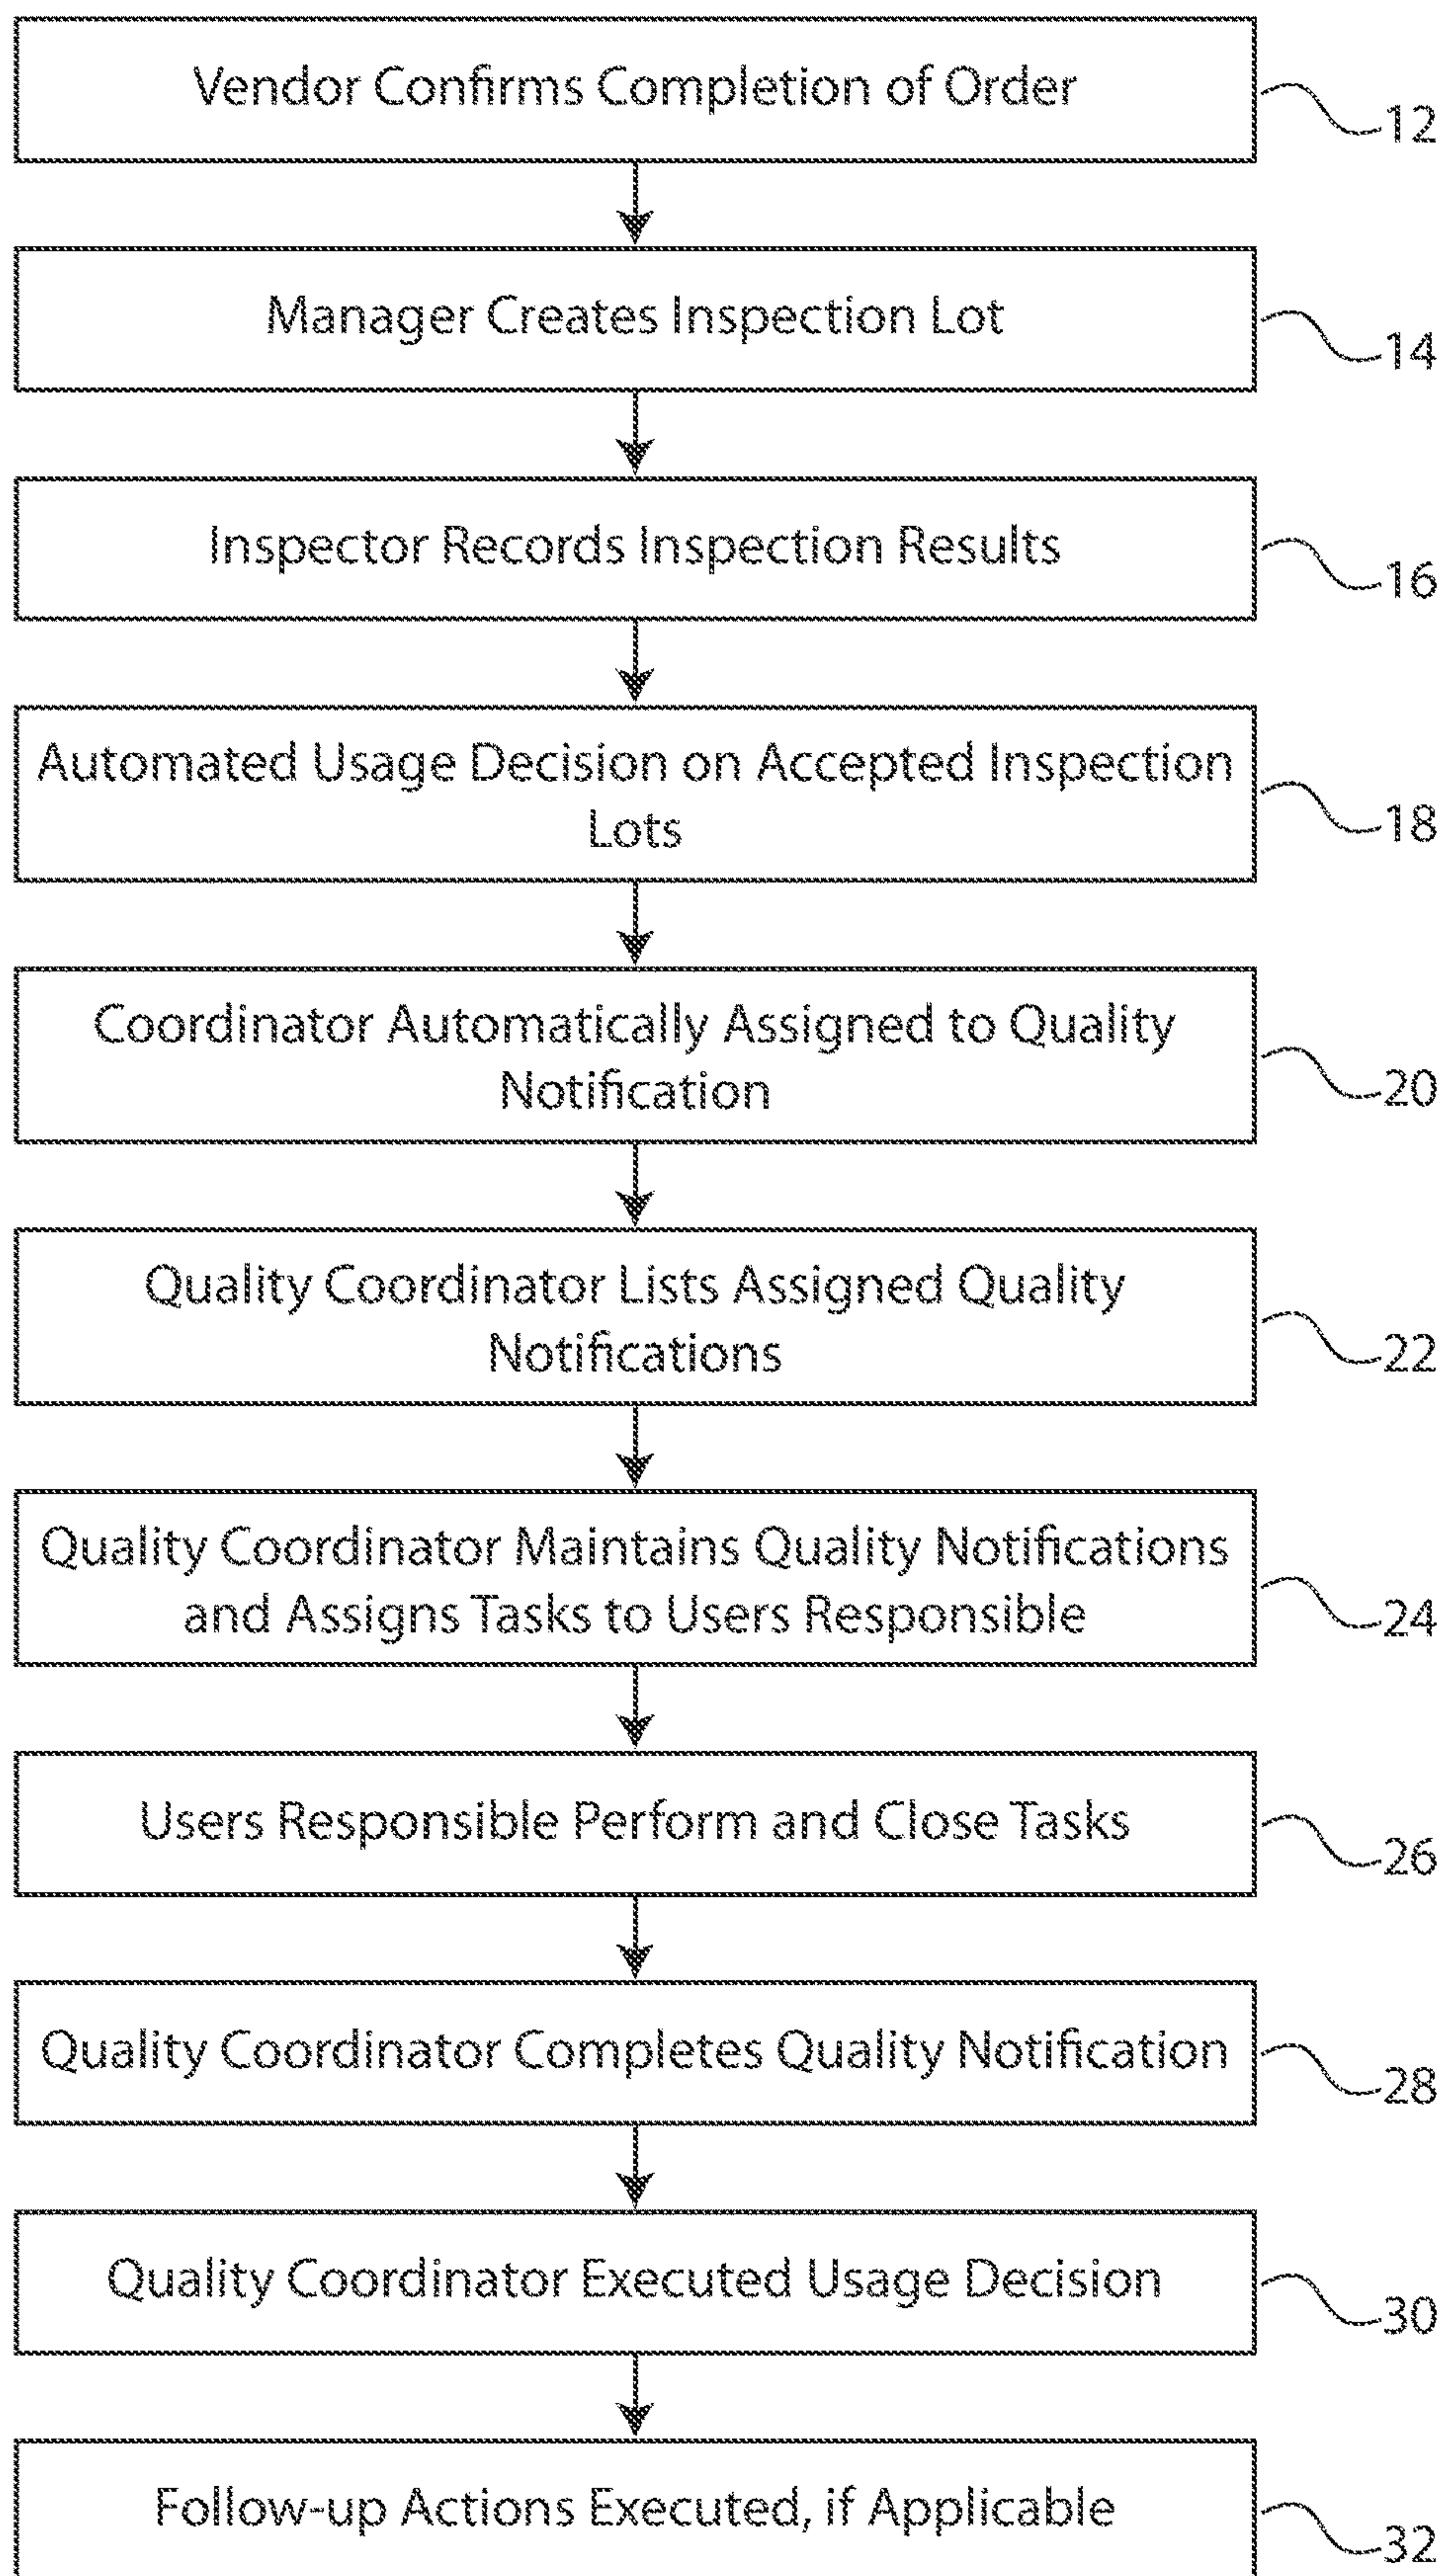 Vendor Confirms Completion of Order
12
Manager Creates Inspection Lot
14
Inspector Records Inspection Results
16
Automated Usage Decision on Accepted Inspection
Lots
18
Coordinator Automatically Assigned to Quality
Notification
20
Quality Coordinator Lists Assigned Quality
Notifications
22
Quality Coordinator Maintains Quality Notifications
and Assigns Tasks to Users Responsible
24
Users Responsible Perform and Close Tasks
26
Quality Coordinator Completes Quality Notification
28
Quality Coordinator Executed Usage Decision
30
Follow-up Actions Executed, if Applicable
32